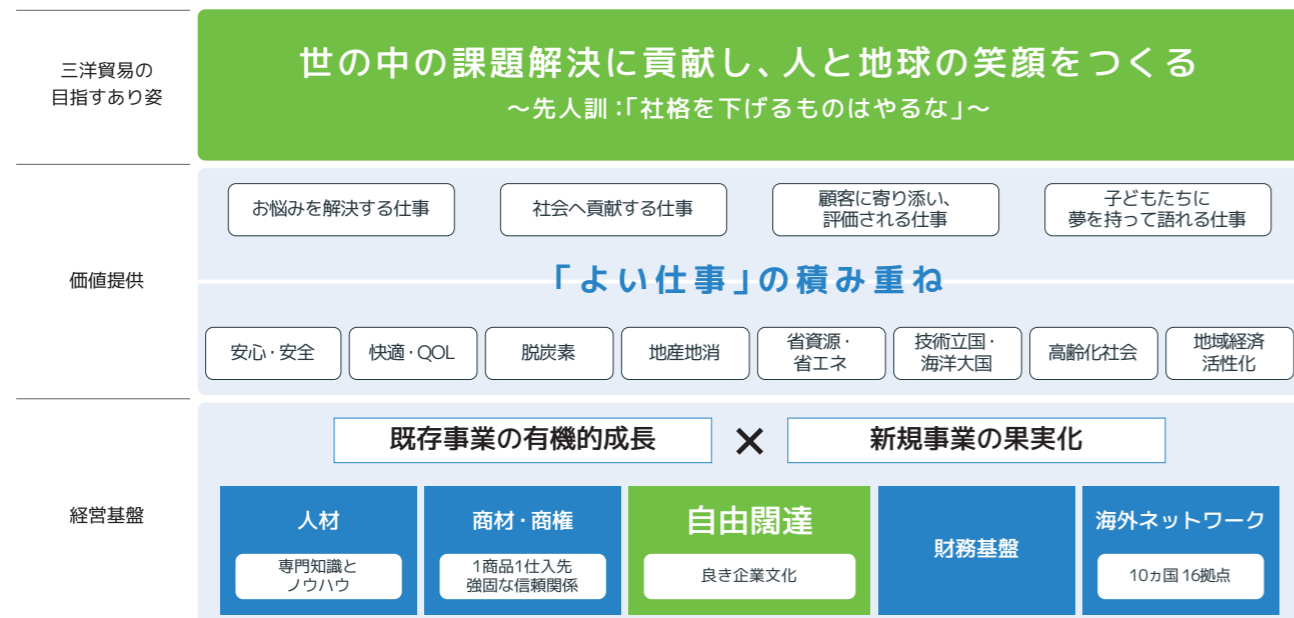 三洋貿易の
目指すあり姿
世の中の課題解決に貢献し、人と地球の笑顔をつくる
～先人訓：「社格を下げるものはやるな」～
価値提供
お悩みを解決する仕事
社会へ貢献する仕事
顧客に寄り添い、
評価される仕事
子どもたちに
夢を持って語れる仕事
「よい仕事」の積み重ね
安心・安全
快適・QOL
脱炭素
地産地消
省資源・
省エネ
技術立国・
海洋大国
高齢化社会
地域経済
活性化
経営基盤
既存事業の有機的成長
×
新規事業の果実化
人材
専門知識と
ノウハウ
商材・商権
1商品1仕入先
強固な信頼関係
自由闊達
良き企業文化
財務基盤
海外ネットワーク
10ヵ国 16拠点